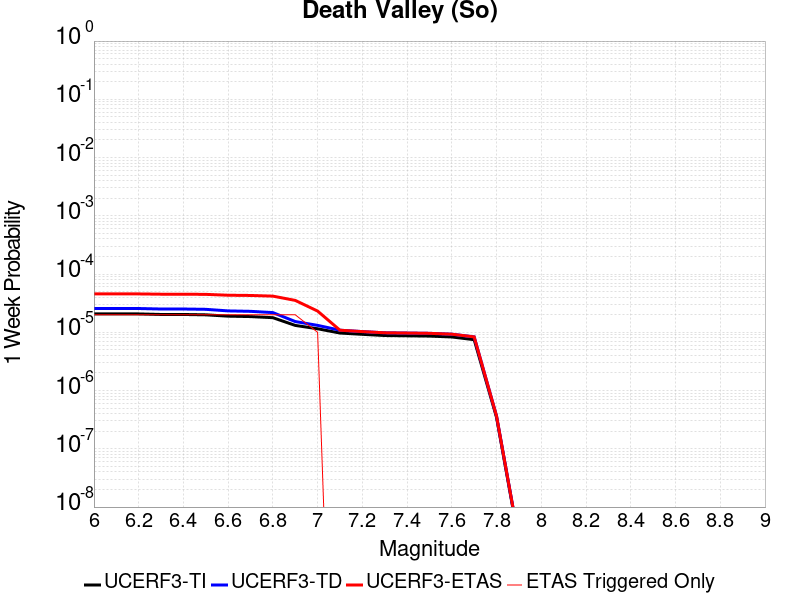 Death Valley (So)
10^0
10^-1
10^-2
10^-3
10^-4
10^-5
10^-6
10^-7
10^-8
1 Week Probability
6 6.2 6.4 6.6 6.8 7 7.2 7.4 7.6 7.8 8 8.2 8.4 8.6 8.8 9
Magnitude
UCERF3-TI UCERF3-TD UCERF3-ETAS ETAS Triggered Only